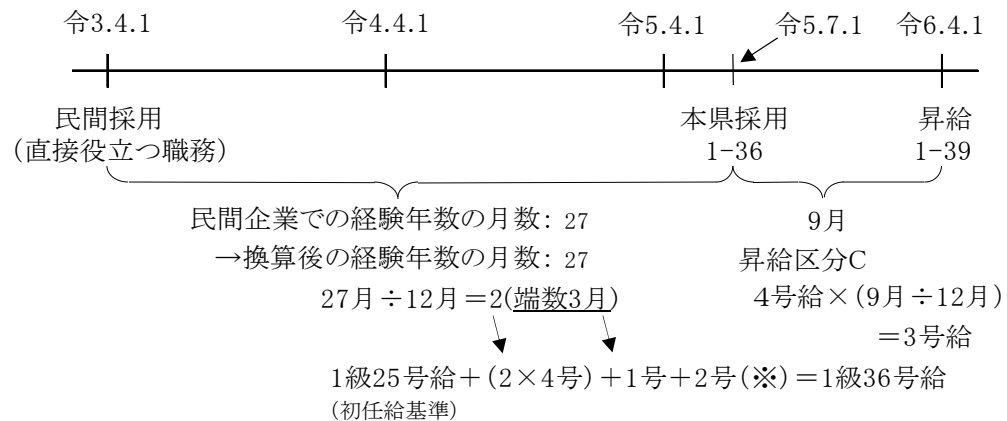 令3.4.1 令4.4.1 令5.4.1 令5.7.1 令6.4.1
民間採用 本県採用 昇給
(直接役立つ職務) 1-36 1-39
民間企業での経験年数の月数: 27 9月
→換算後の経験年数の月数: 27 昇給区分C
27月÷12月=2(端数3月) 4号給×(9月÷12月)
=3号給
1級25号給+(2×4号)+1号+2号(※)=1級36号給
(初任給基準)